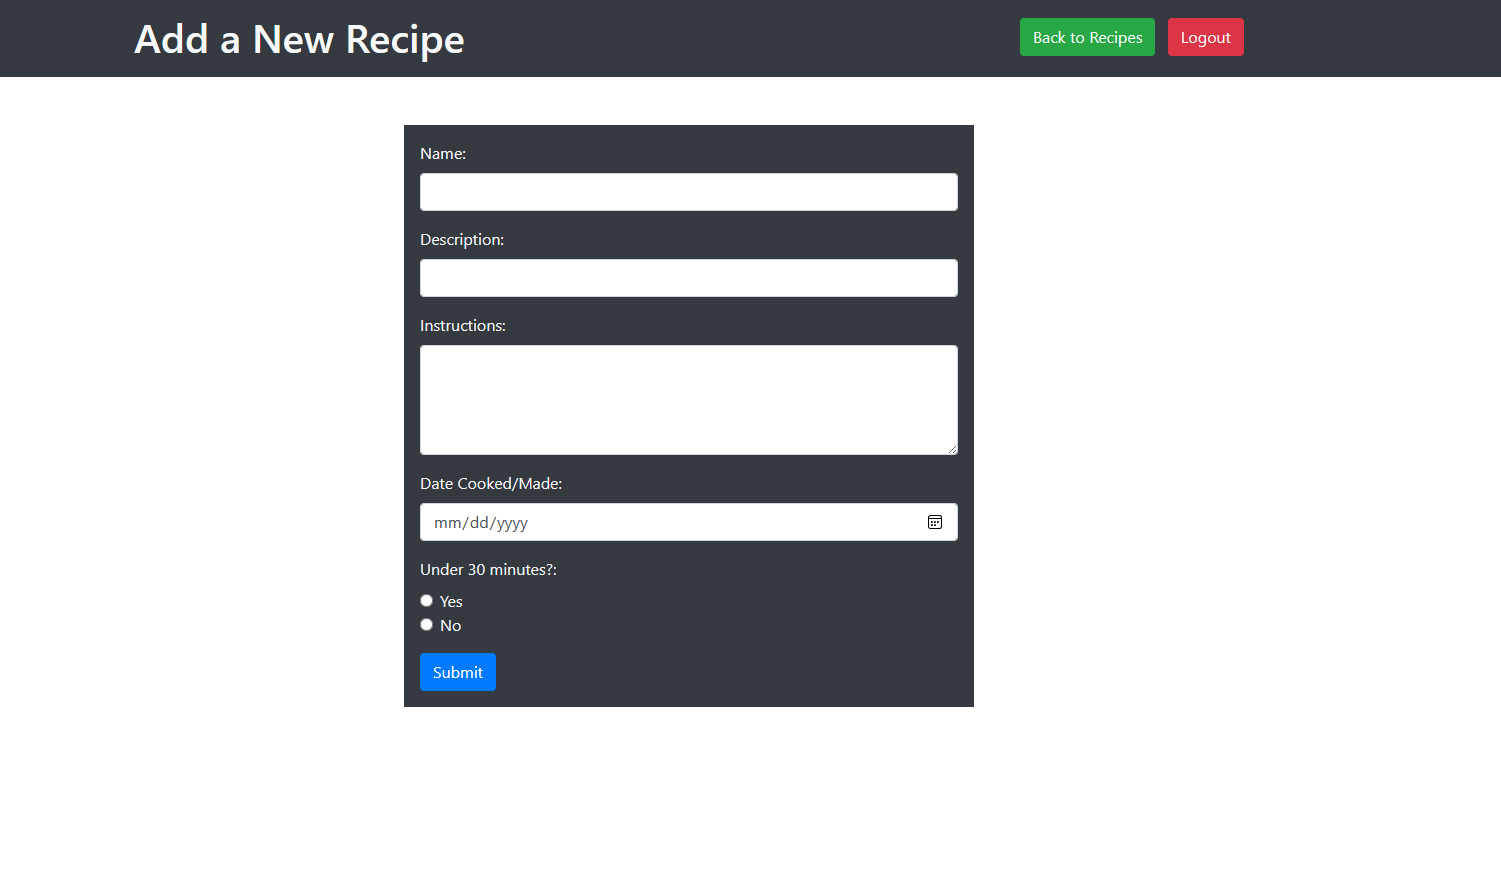 Add a New Recipe
Back to Recipes
Logout
Name:
Description:
Instructions:
Date Cooked/Made:
mm/dd/yyyy
Under 30 minutes?:
Yes
No
Submit